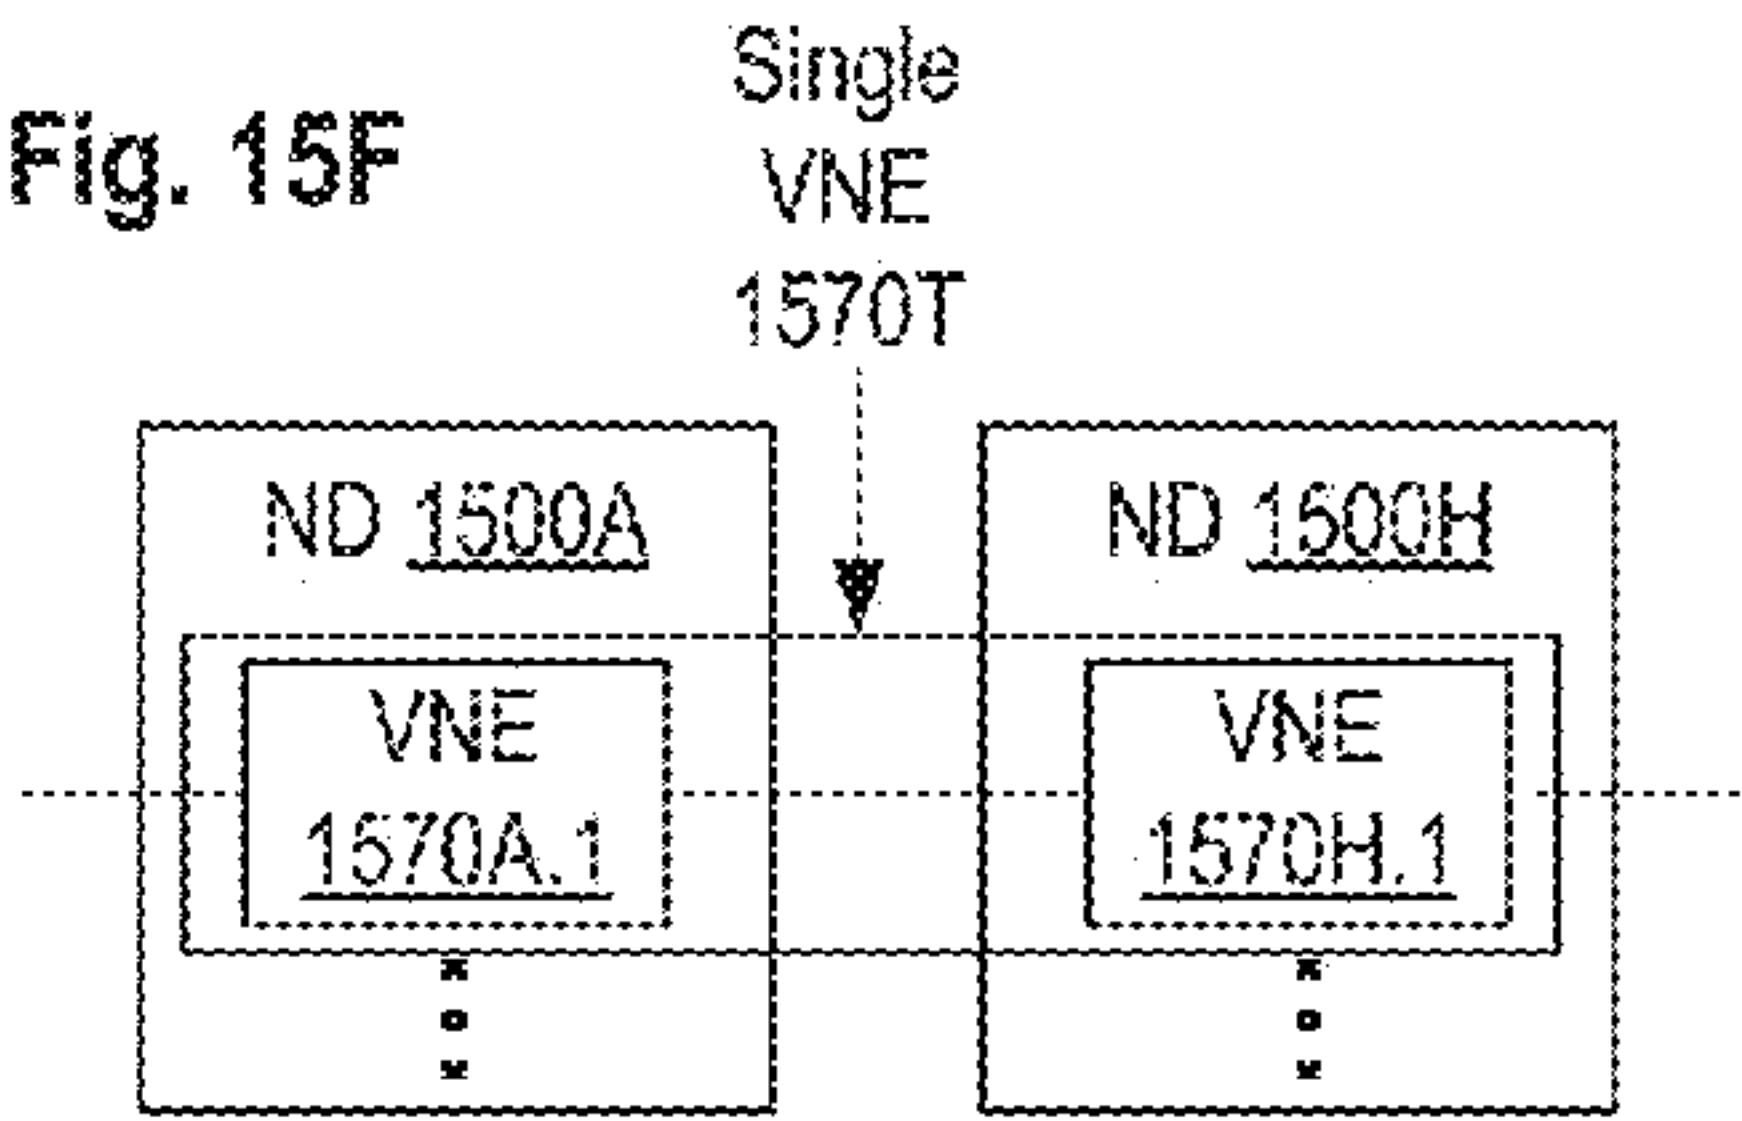 Fig. 15F
Single
VNE
1570T
ND 1500A
ND 1500H
VNE
1570A.1
VNE
1570H.1